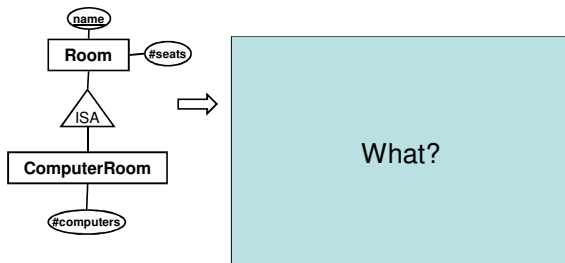 name
Room
#seats
ISA
ComputerRoom
#computers
What?